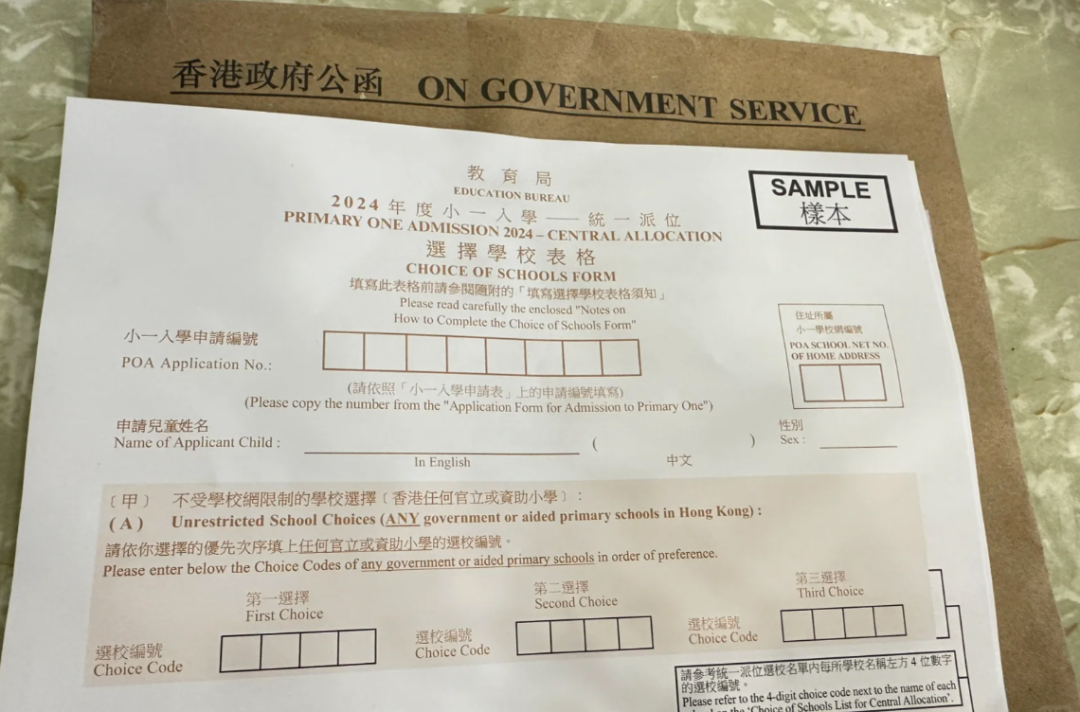 香港政府公函 ON GOVERNMENT SERVICE
教育局
EDUCATION BUREAU
SAMPLE
樣本
2024年度小一入學——統一派位
PRIMARY ONE ADMISSION 2024 – CENTRAL ALLOCATION
選擇學校表格
CHOICE OF SCHOOLS FORM
填寫此表格前請參閱隨附的「填寫選擇學校表格須知」
Please read carefully the enclosed "Notes on
How to Complete the Choice of Schools Form"
小一入學申請編號
POA Application No.:
(請依照「小一入學申請表」上的申請編號填寫)
(Please copy the number from the "Application Form for Admission to Primary One")
住址所屬
小一學校網編號
POA SCHOOL NET NO.
OF HOME ADDRESS
申請兒童姓名
Name of Applicant Child : ( )
In English 中文
性別
Sex :
〔甲〕 不受學校網限制的學校選擇〔香港任何官立或資助小學〕:
(A) Unrestricted School Choices (ANY government or aided primary schools in Hong Kong) :
請依你選擇的優先次序填上任何官立或資助小學的選校編號。
Please enter below the Choice Codes of any government or aided primary schools in order of preference.
第一選擇
First Choice
選校編號
Choice Code
第二選擇
Second Choice
選校編號
Choice Code
第三選擇
Third Choice
選校編號
Choice Code
請參考統一派位選校名單內每所學校名稱左方4位數字
的選校編號。
Please refer to the 4-digit choice code next to the name of each
the 'Choice of Schools List for Central Allocation'.